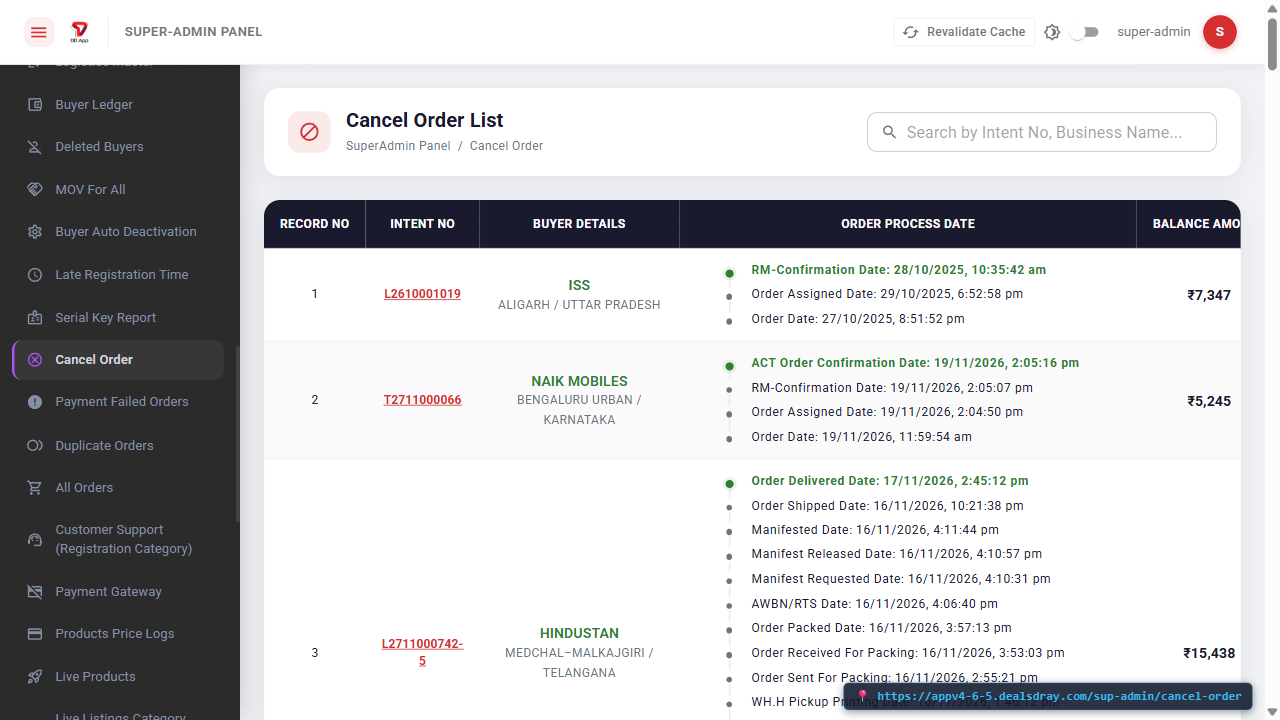 DD App
SUPER-ADMIN PANEL
Revalidate Cache
super-admin
S
Logistics Master
Buyer Ledger
Deleted Buyers
MOV For All
Buyer Auto Deactivation
Late Registration Time
Serial Key Report
Cancel Order
Payment Failed Orders
Duplicate Orders
All Orders
Customer Support
(Registration Category)
Payment Gateway
Products Price Logs
Live Products
Live Listings Category
Cancel Order List
SuperAdmin Panel / Cancel Order
Search by Intent No, Business Name...
RECORD NO INTENT NO BUYER DETAILS ORDER PROCESS DATE BALANCE AMO
1
L2610001019
ISS
ALIGARH / UTTAR PRADESH
RM-Confirmation Date: 28/10/2025, 10:35:42 am
Order Assigned Date: 29/10/2025, 6:52:58 pm
Order Date: 27/10/2025, 8:51:52 pm
₹7,347
2
T2711000066
NAIK MOBILES
BENGALURU URBAN /
KARNATAKA
ACT Order Confirmation Date: 19/11/2026, 2:05:16 pm
RM-Confirmation Date: 19/11/2026, 2:05:07 pm
Order Assigned Date: 19/11/2026, 2:04:50 pm
Order Date: 19/11/2026, 11:59:54 am
₹5,245
3
L2711000742-
5
HINDUSTAN
MEDCHAL–MALKAJGIRI /
TELANGANA
Order Delivered Date: 17/11/2026, 2:45:12 pm
Order Shipped Date: 16/11/2026, 10:21:38 pm
Manifested Date: 16/11/2026, 4:11:44 pm
Manifest Released Date: 16/11/2026, 4:10:57 pm
Manifest Requested Date: 16/11/2026, 4:10:31 pm
AWBN/RTS Date: 16/11/2026, 4:06:40 pm
Order Packed Date: 16/11/2026, 3:57:13 pm
Order Received For Packing: 16/11/2026, 3:53:03 pm
Order Sent For Packing: 16/11/2026, 2:55:21 pm
WH.H Pickup Printing Date:
₹15,438
https://appv4-6-5.dealsdray.com/sup-admin/cancel-order